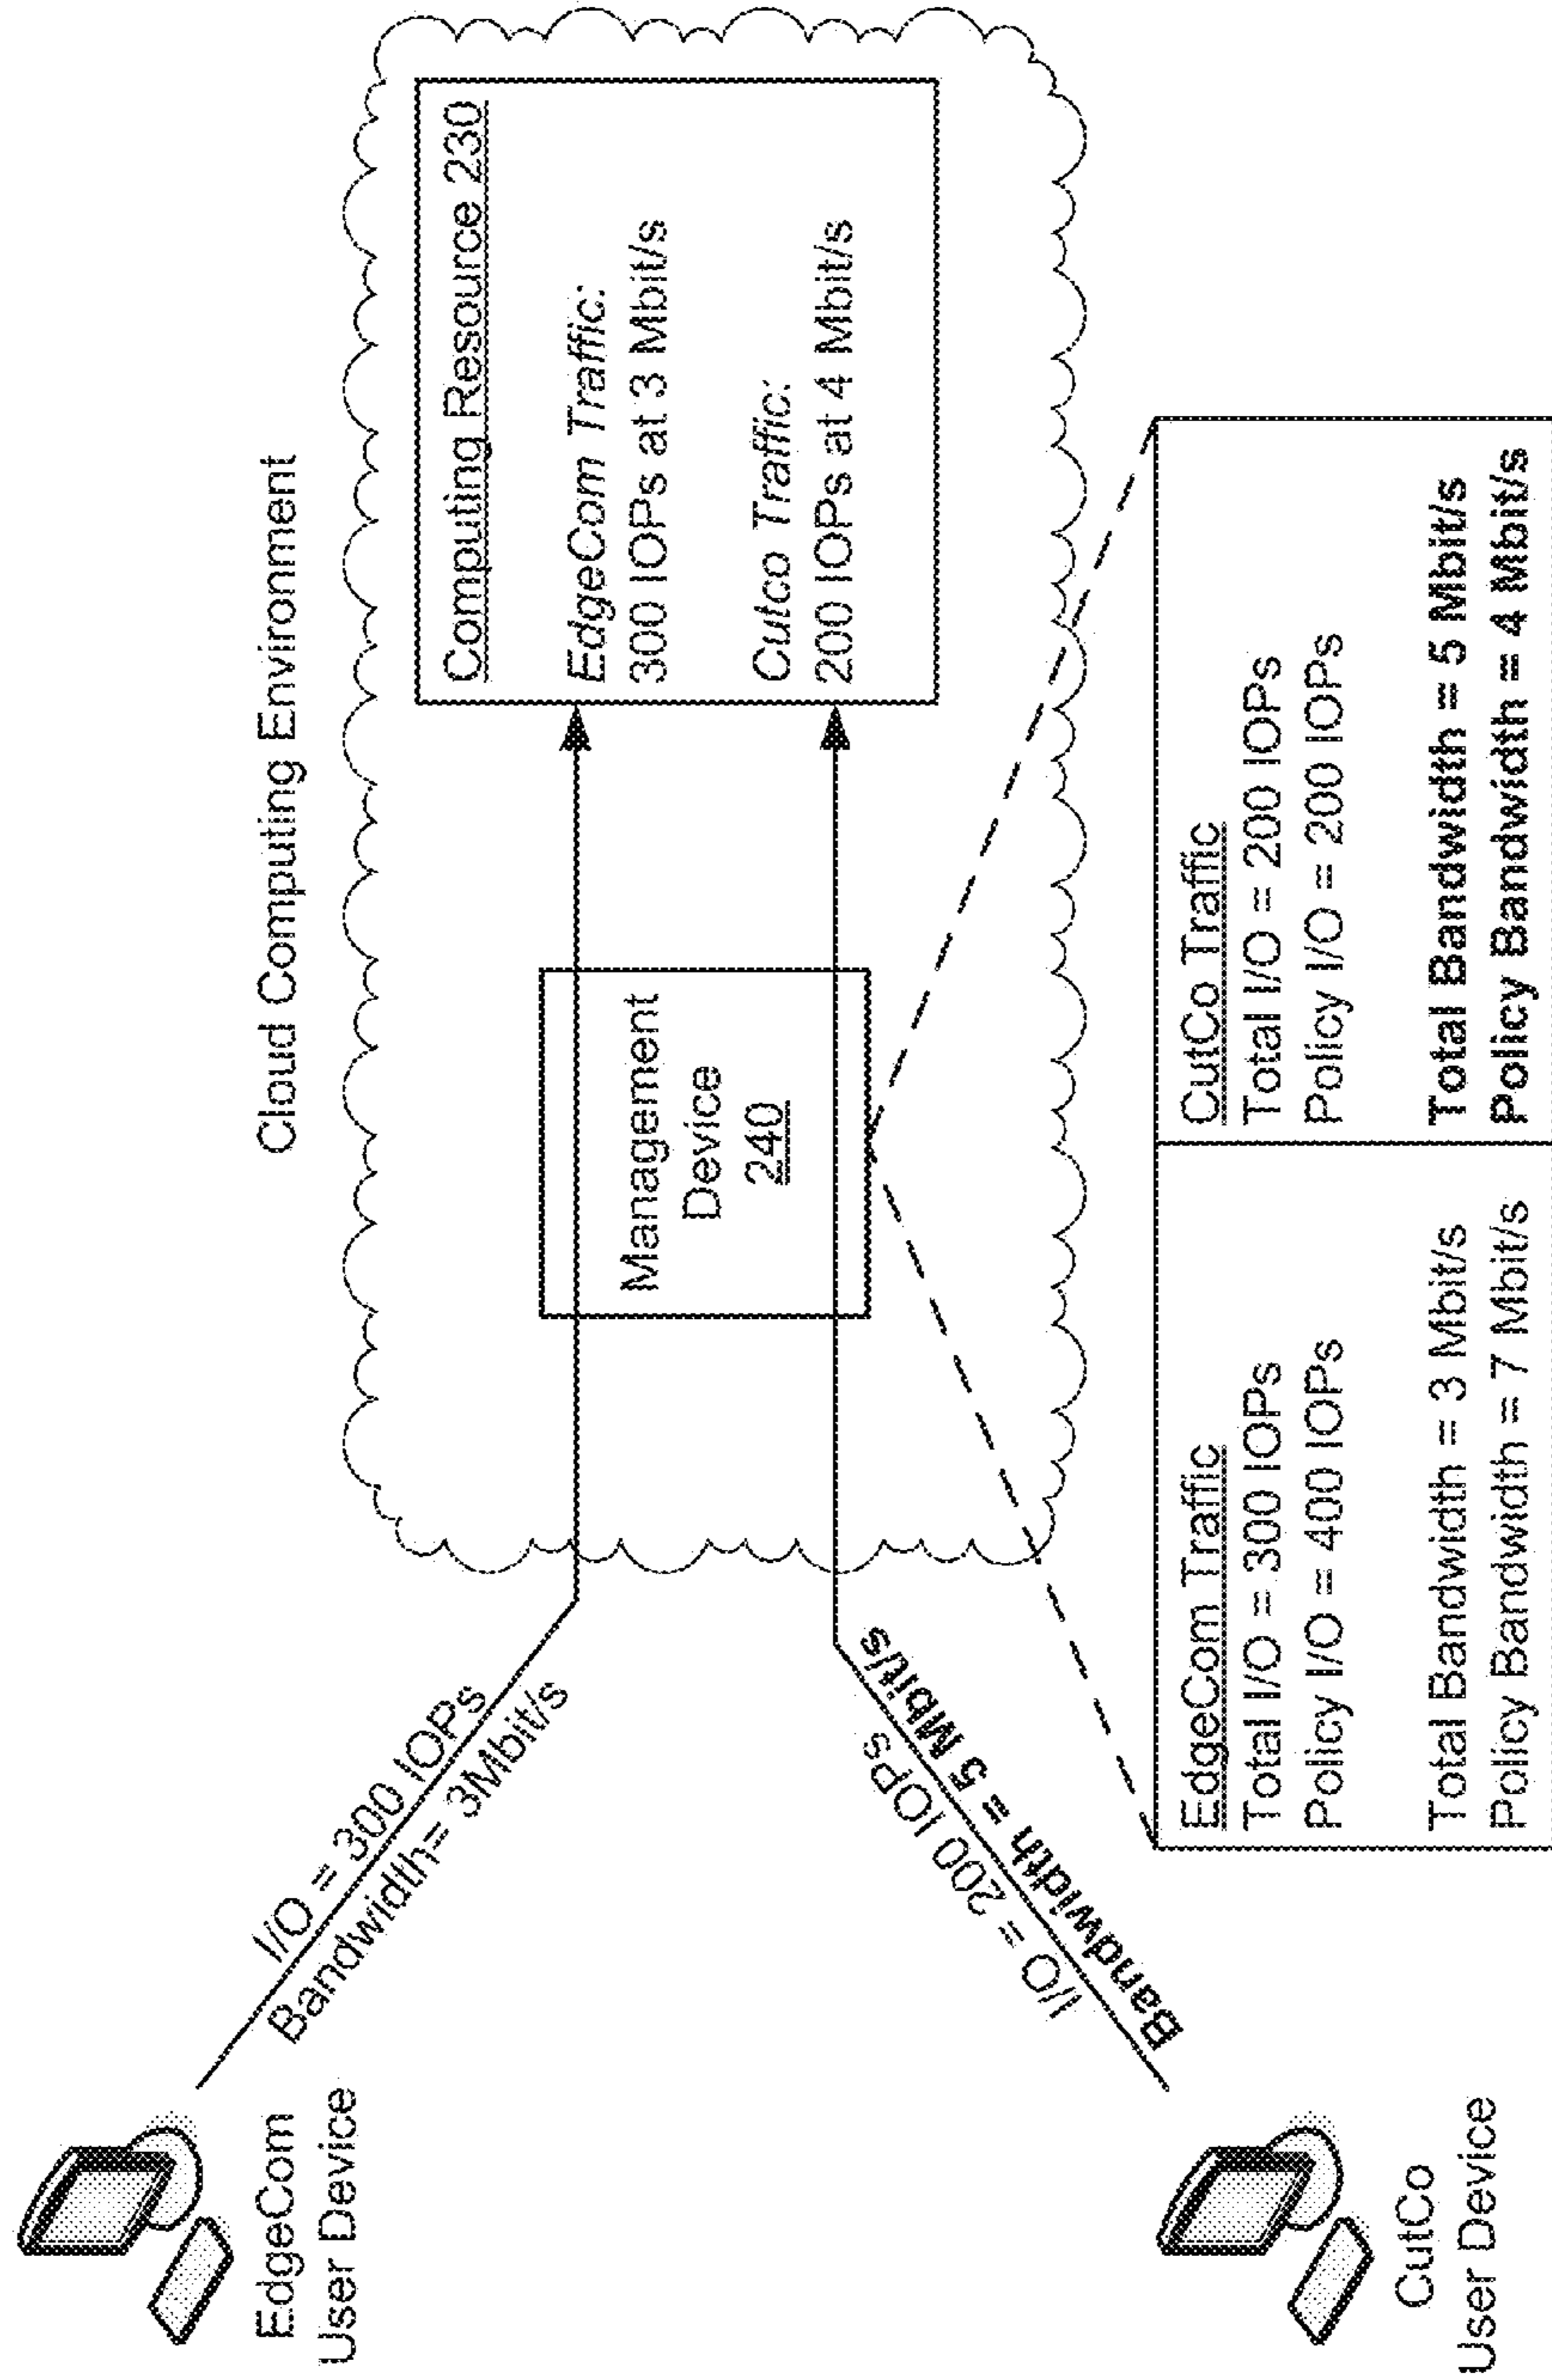 Cloud Computing Environment
EdgeCom
User Device
I/O = 300 IOPs
Bandwidth= 3Mbit/s
Management
Device
240
Computing Resource 230
EdgeCom Traffic:
300 IOPs at 3 Mbit/s
Cutco Traffic:
200 IOPs at 4 Mbit/s
I/O = 200 IOPs
Bandwidth = 5 Mbit/s
CutCo
User Device
EdgeCom Traffic
Total I/O = 300 IOPs
Policy I/O = 400 IOPs
Total Bandwidth = 3 Mbit/s
Policy Bandwidth = 7 Mbit/s
CutCo Traffic
Total I/O = 200 IOPs
Policy I/O = 200 IOPs
Total Bandwidth = 5 Mbit/s
Policy Bandwidth = 4 Mbit/s